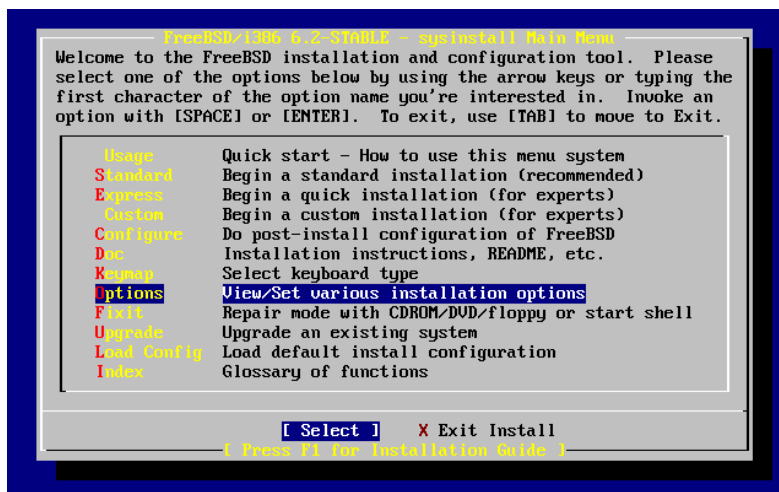 FreeBSD/i386 6.2-STABLE - sysinstall Main Menu
Welcome to the FreeBSD installation and configuration tool. Please
select one of the options below by using the arrow keys or typing the
first character of the option name you're interested in. Invoke an
option with [SPACE] or [ENTER]. To exit, use [TAB] to move to Exit.
Usage Quick start - How to use this menu system
Standard Begin a standard installation (recommended)
Express Begin a quick installation (for experts)
Custom Begin a custom installation (for experts)
Configure Do post-install configuration of FreeBSD
Doc Installation instructions, README, etc.
Keymap Select keyboard type
Options View/Set various installation options
Fixit Repair mode with CDROM/DVD/floppy or start shell
Upgrade Upgrade an existing system
Load Config Load default install configuration
Index Glossary of functions
[ Select ] X Exit Install
[ Press F1 for Installation Guide ]